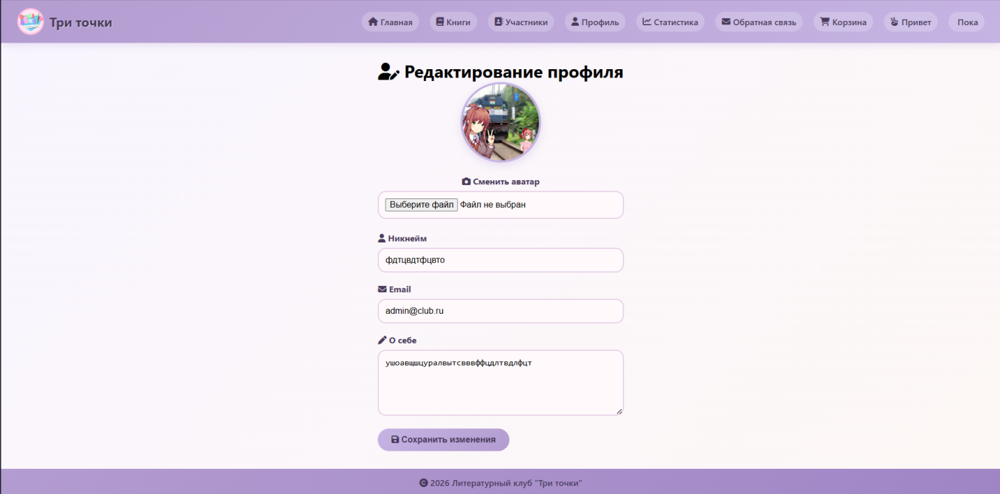 Три точки
Главная
Книги
Участники
Профиль
Статистика
Обратная связь
Корзина
Привет
Пока
Редактирование профиля
Сменить аватар
Выберите файл Файл не выбран
Никнейм
фдтцвдтфцвто
Email
admin@club.ru
О себе
ушоавщшцуралвытсвввффцдлтвдлфцт
Сохранить изменения
2026 Литературный клуб "Три точки"